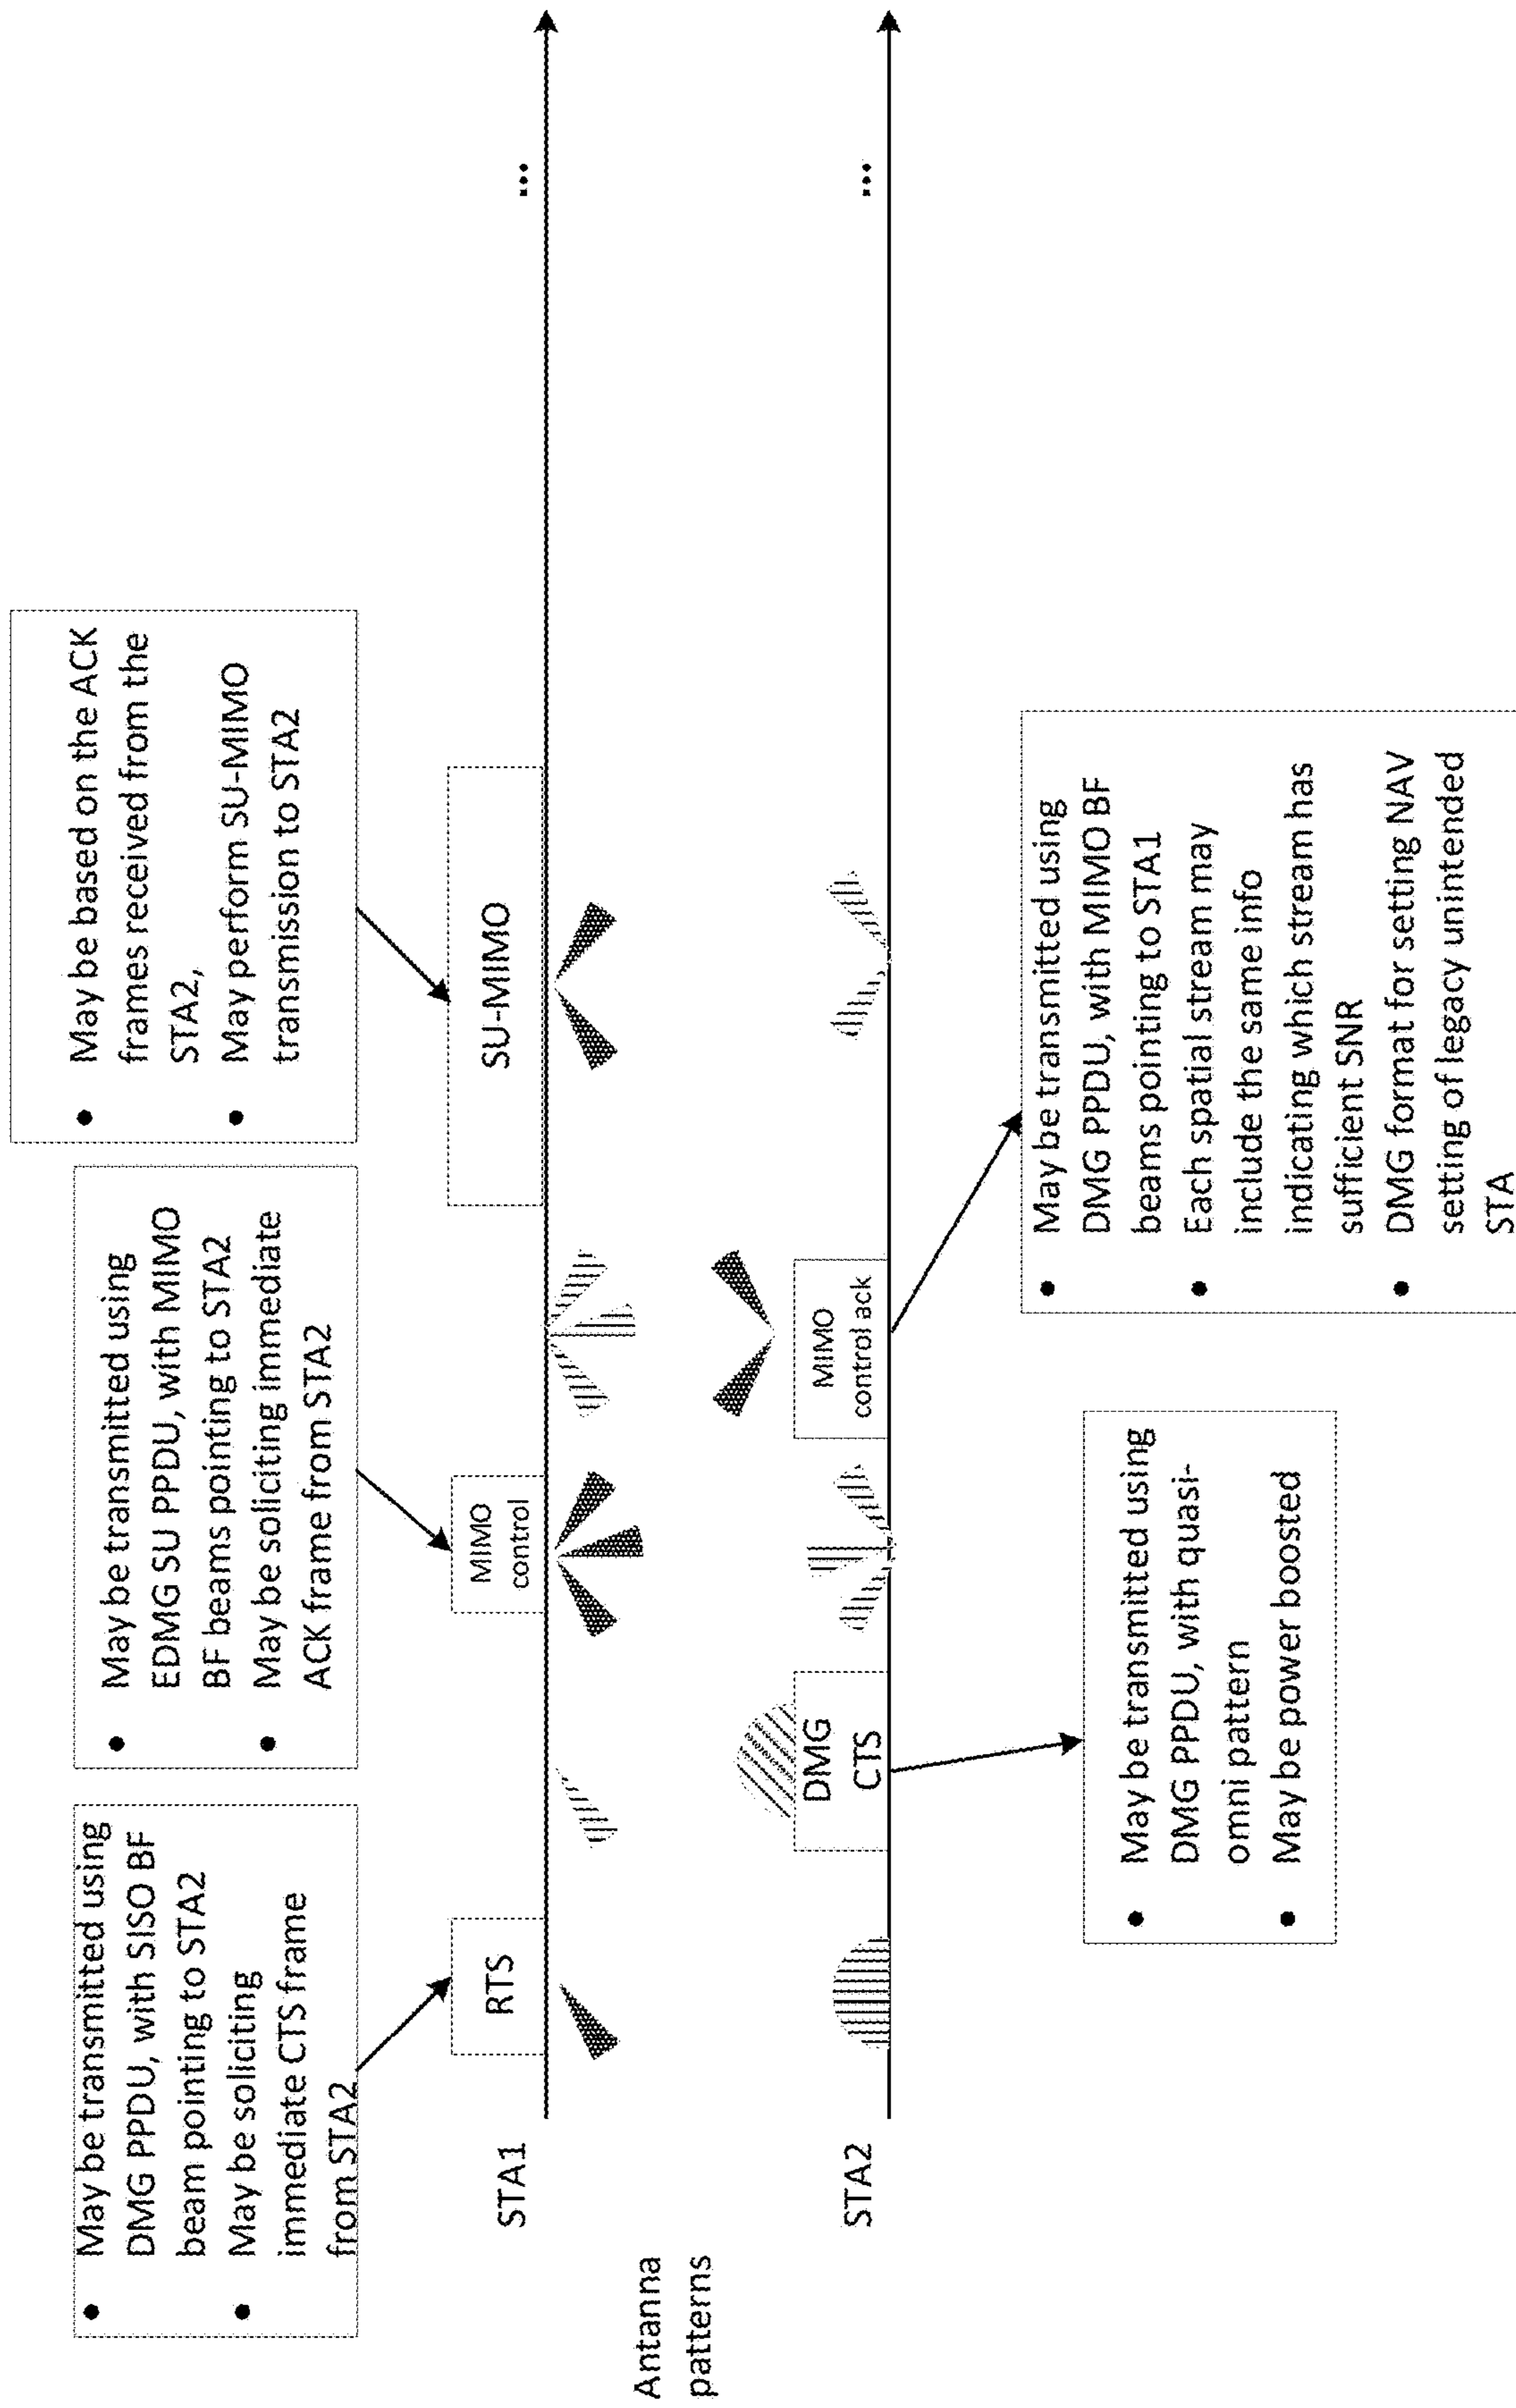 May be transmitted using
DMG PPDU, with SISO BF
beam pointing to STA2
May be soliciting
immediate CTS frame
from STA2
May be transmitted using
EDMG SU PPDU, with MIMO
BF beams pointing to STA2
May be soliciting immediate
ACK frame from STA2
May be based on the ACK
frames received from the
STA2,
May perform SU-MIMO
transmission to STA2
STA1
RTS
MIMO
control
SU-MIMO
...
Antanna
patterns
STA2
DMG
CTS
MIMO
control ack
...
May be transmitted using
DMG PPDU, with quasi-
omni pattern
May be power boosted
May be transmitted using
DMG PPDU, with MIMO BF
beams pointing to STA1
Each spatial stream may
include the same info
indicating which stream has
sufficient SNR
DMG format for setting NAV
setting of legacy unintended
STA